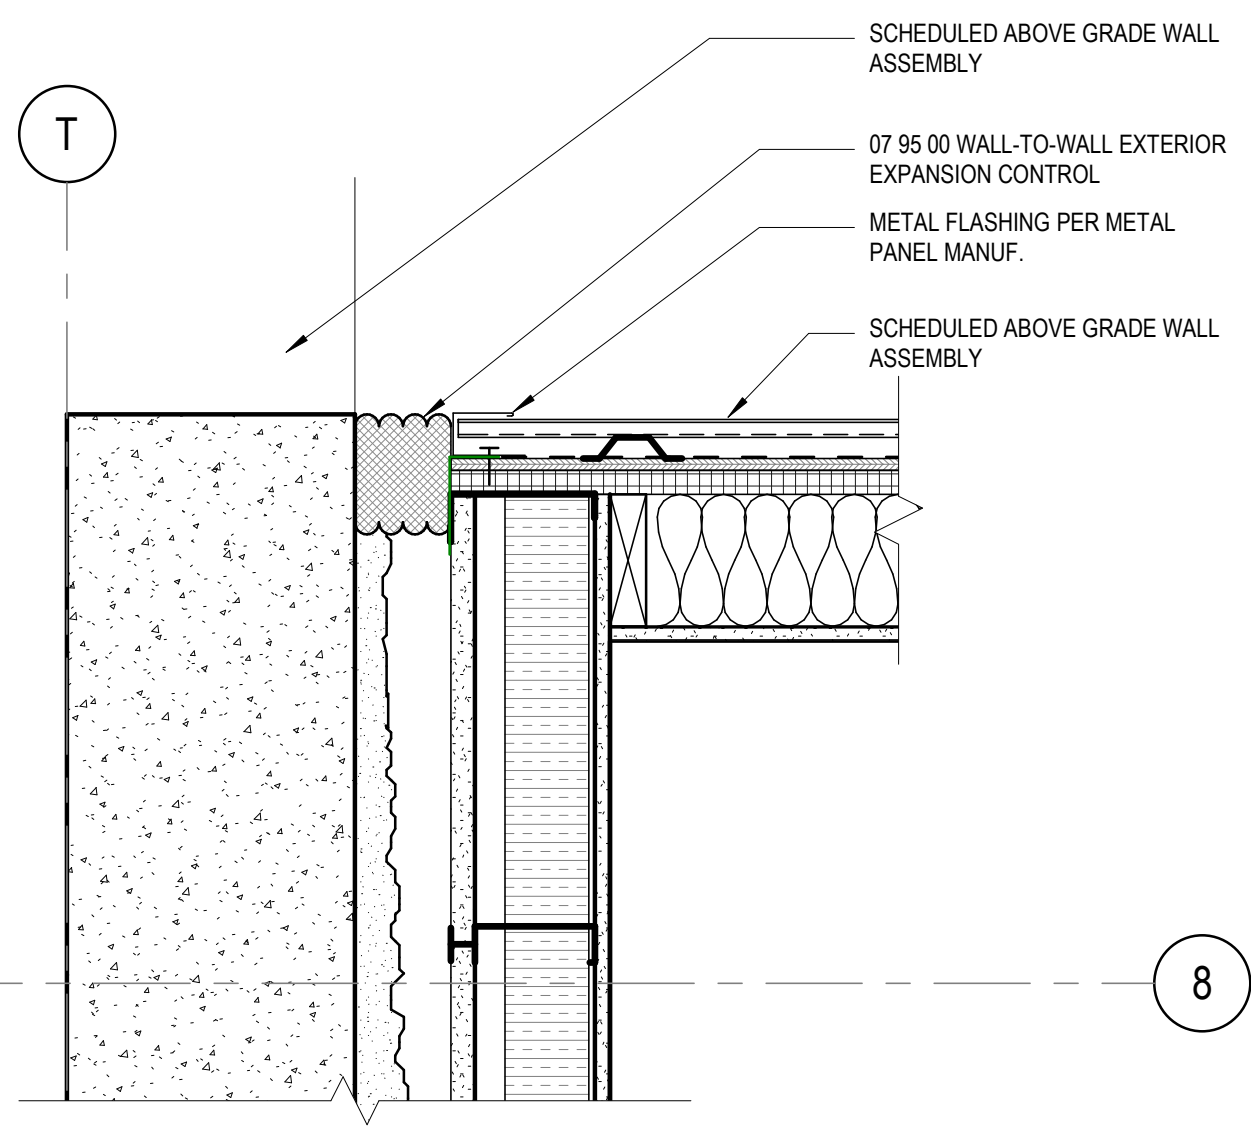 SCHEDULED ABOVE GRADE WALL
ASSEMBLY
T
07 95 00 WALL-TO-WALL EXTERIOR
EXPANSION CONTROL
METAL FLASHING PER METAL
PANEL MANUF.
SCHEDULED ABOVE GRADE WALL
ASSEMBLY
8